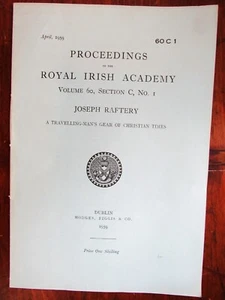 April, 1959
60 C 1
PROCEEDINGS
OF THE
ROYAL IRISH ACADEMY
VOLUME 60, SECTION C, NO. 1
JOSEPH RAFTERY
A TRAVELLING-MAN'S GEAR OF CHRISTIAN TIMES
DUBLIN
HODGES, FIGGIS & CO.
1959
Price One shilling